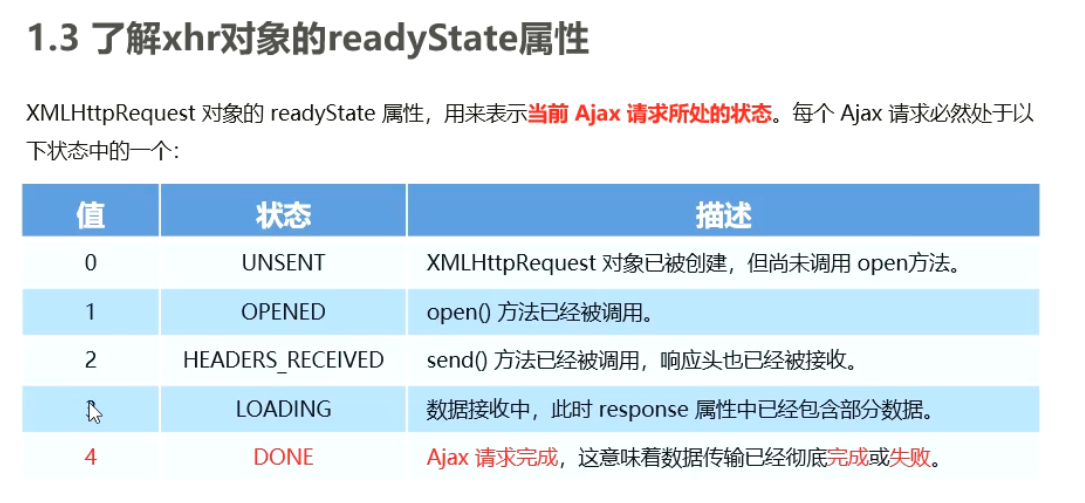 1.3 了解xhr对象的readyState属性
XMLHttpRequest 对象的 readyState 属性，用来表示当前 Ajax 请求所处的状态。每个 Ajax 请求必然处于以
下状态中的一个：
值 状态 描述
0 UNSENT XMLHttpRequest 对象已被创建，但尚未调用 open方法。
1 OPENED open() 方法已经被调用。
2 HEADERS_RECEIVED send() 方法已经被调用，响应头也已经被接收。
LOADING 数据接收中，此时 response 属性中已经包含部分数据。
4 DONE Ajax 请求完成，这意味着数据传输已经彻底完成或失败。